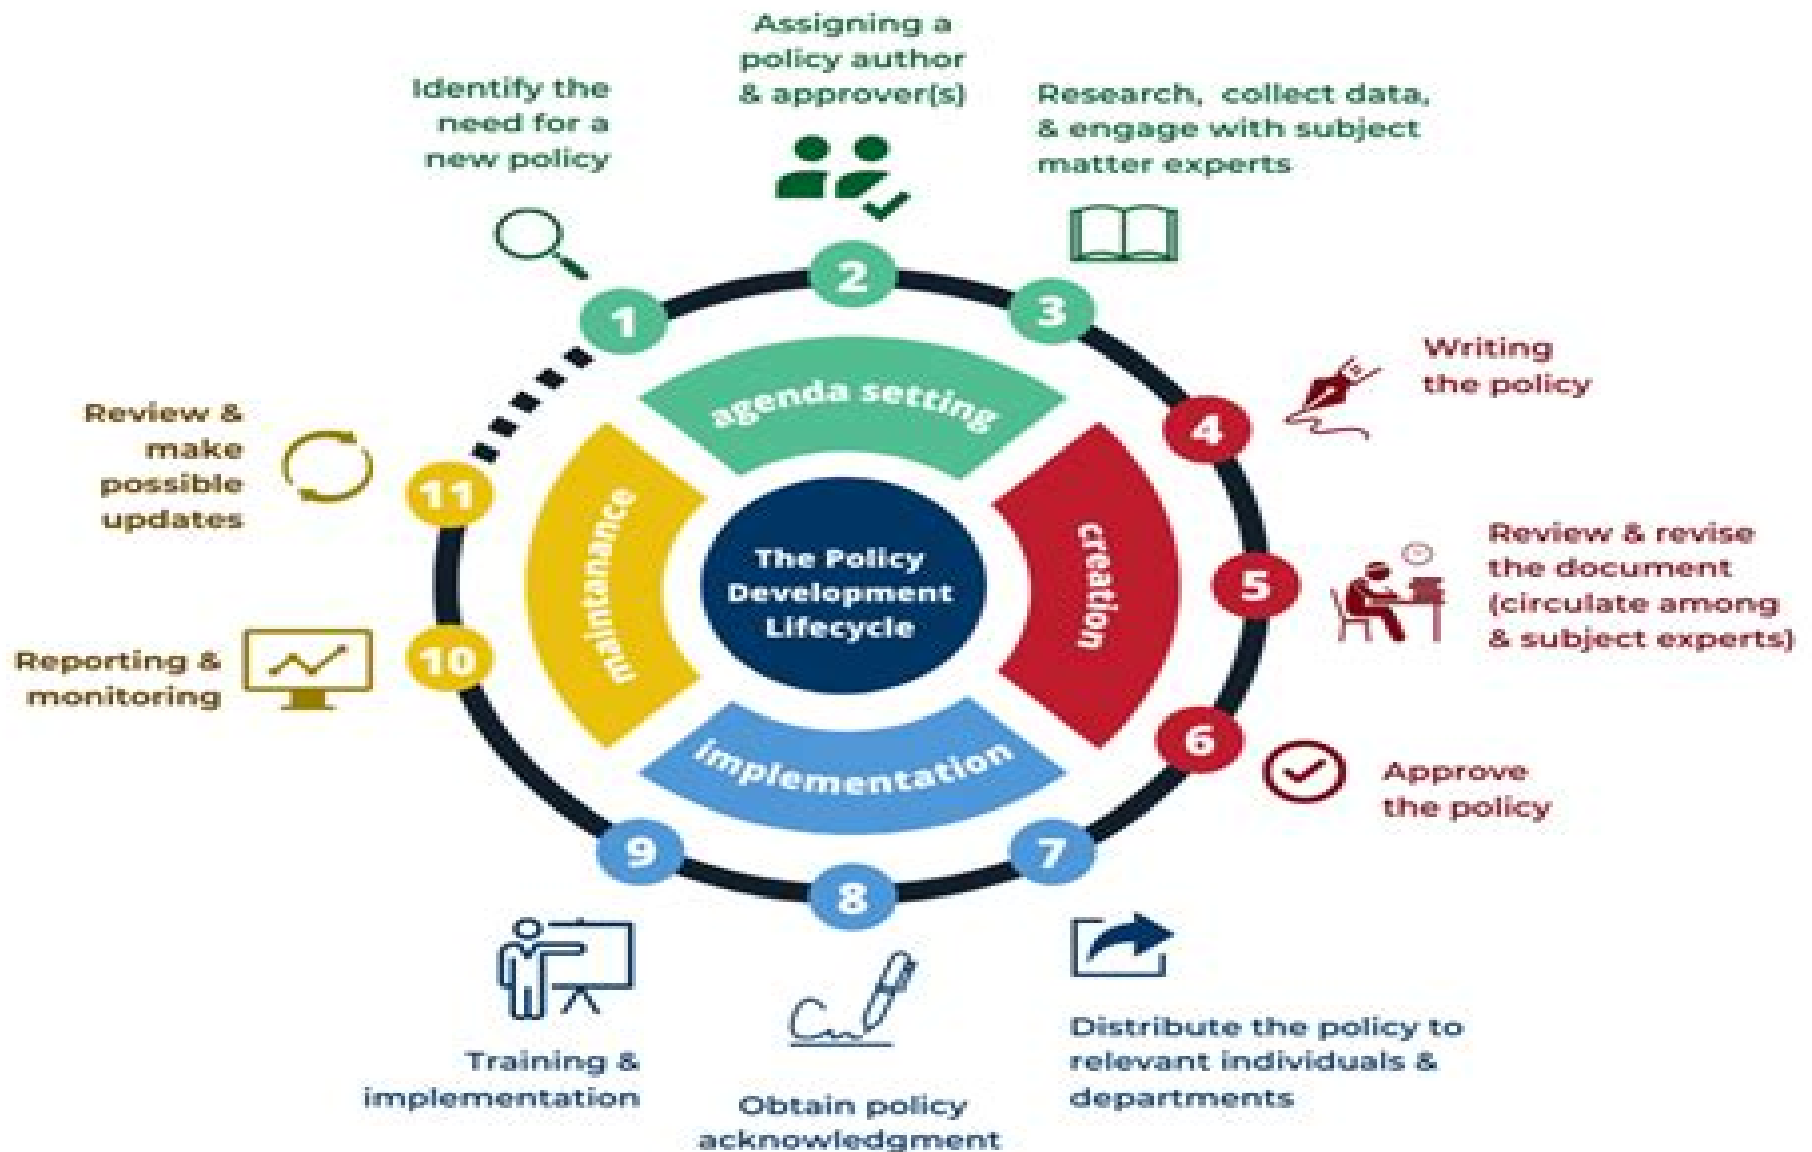 Assigning a
policy author
& approver(s)
Identify the
need for a
new policy
Research, collect data,
& engage with subject
matter experts
1
2
3
Writing
the policy
4
Review & revise
the document
(circulate among
& subject experts)
5
Approve
the policy
6
7
Distribute the policy to
relevant individuals &
departments
8
Obtain policy
acknowledgment
9
Training &
implementation
10
Reporting &
monitoring
11
Review &
make
possible
updates
agenda setting
creation
implementation
maintanance
The Policy
Development
Lifecycle